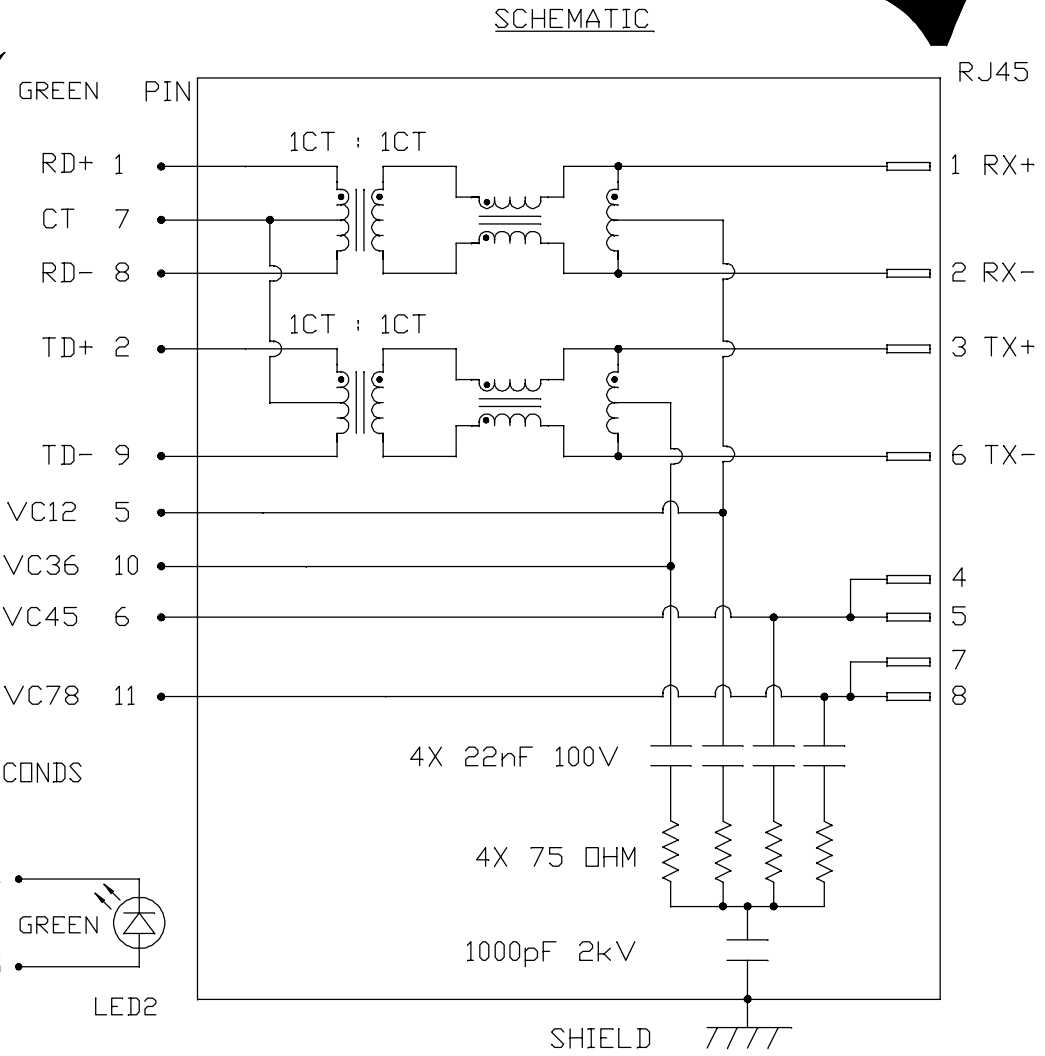 SCHEMATIC
GREEN PIN RJ45
1CT : 1CT
RD+ 1 1 RX+
CT 7
RD- 8 2 RX-
1CT : 1CT
TD+ 2 3 TX+
TD- 9 6 TX-
VC12 5
VC36 10
4
VC45 6 5
7
VC78 11 8
4X 22nF 100V
CONDS
4X 75 OHM
GREEN
1000pF 2kV
LED2
SHIELD